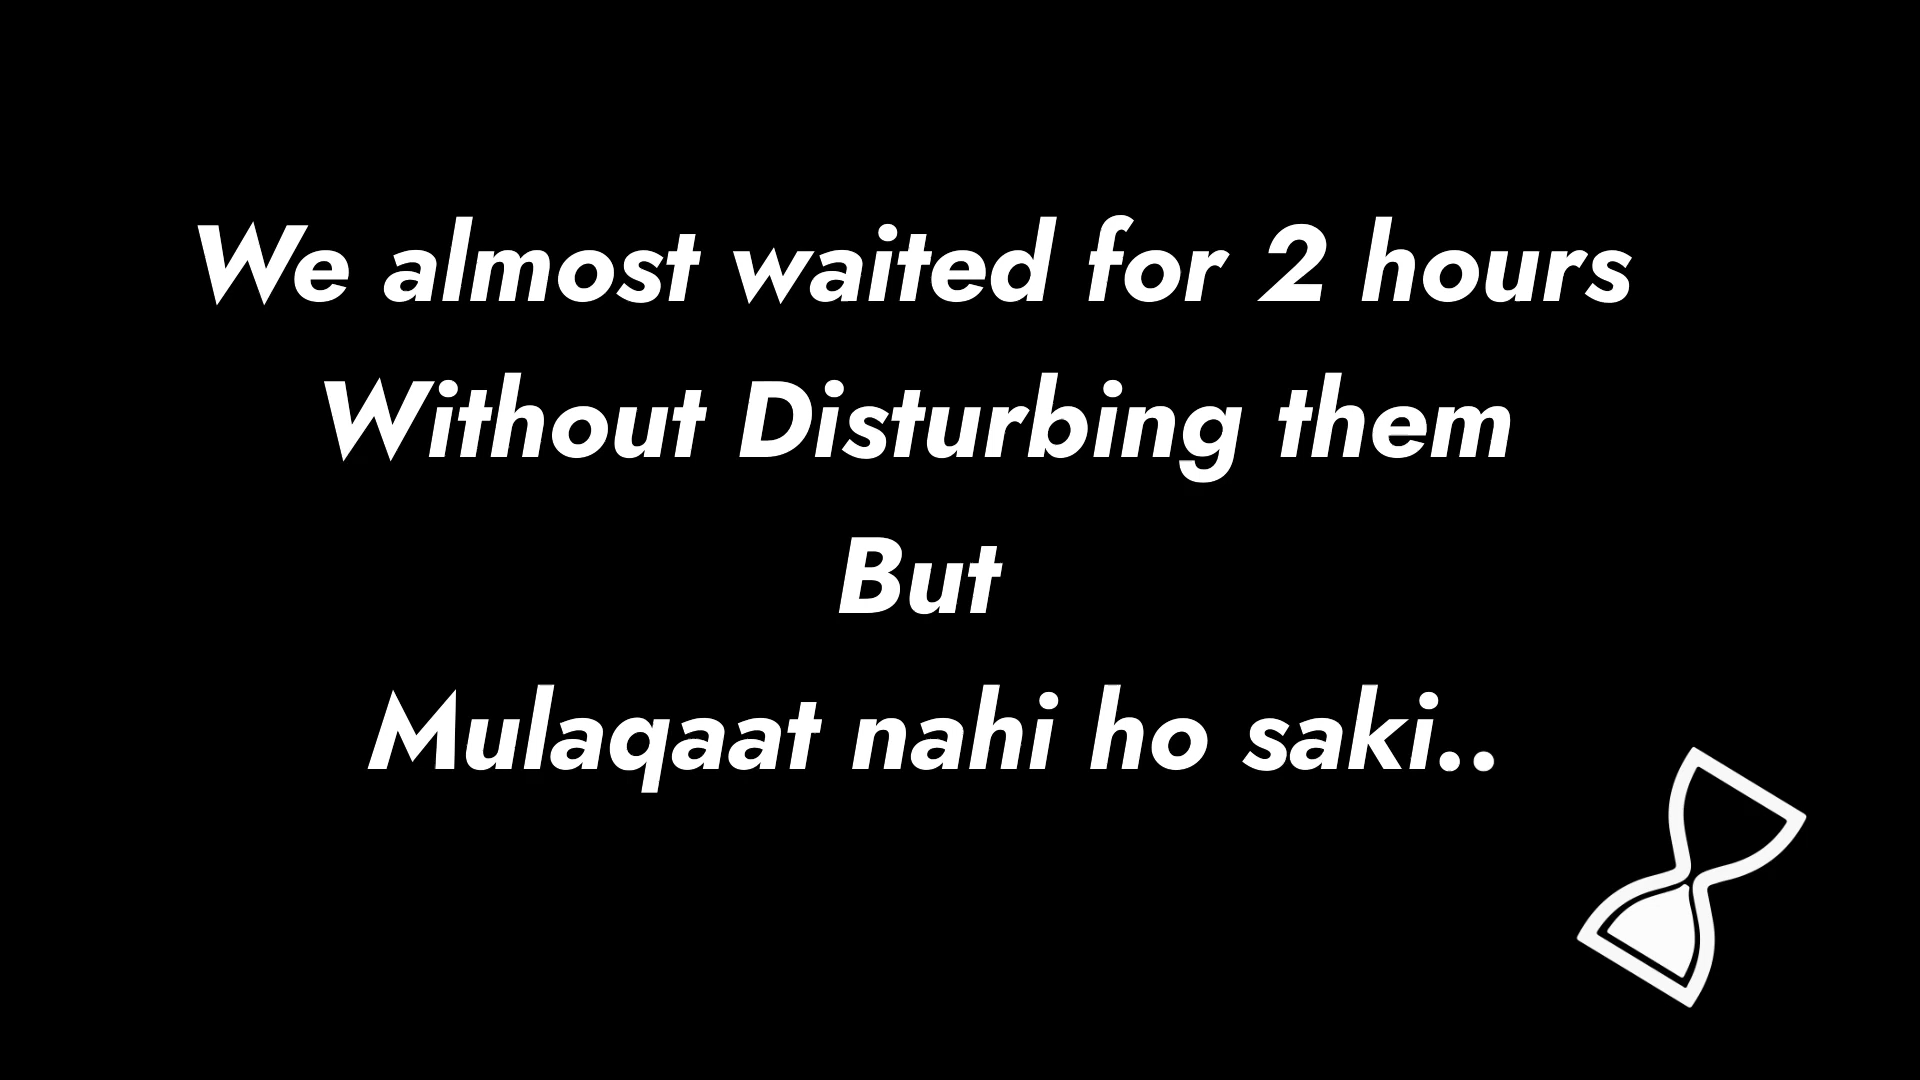 We almost waited for 2 hours
Without Disturbing them
But
Mulaqaat nahi ho saki..